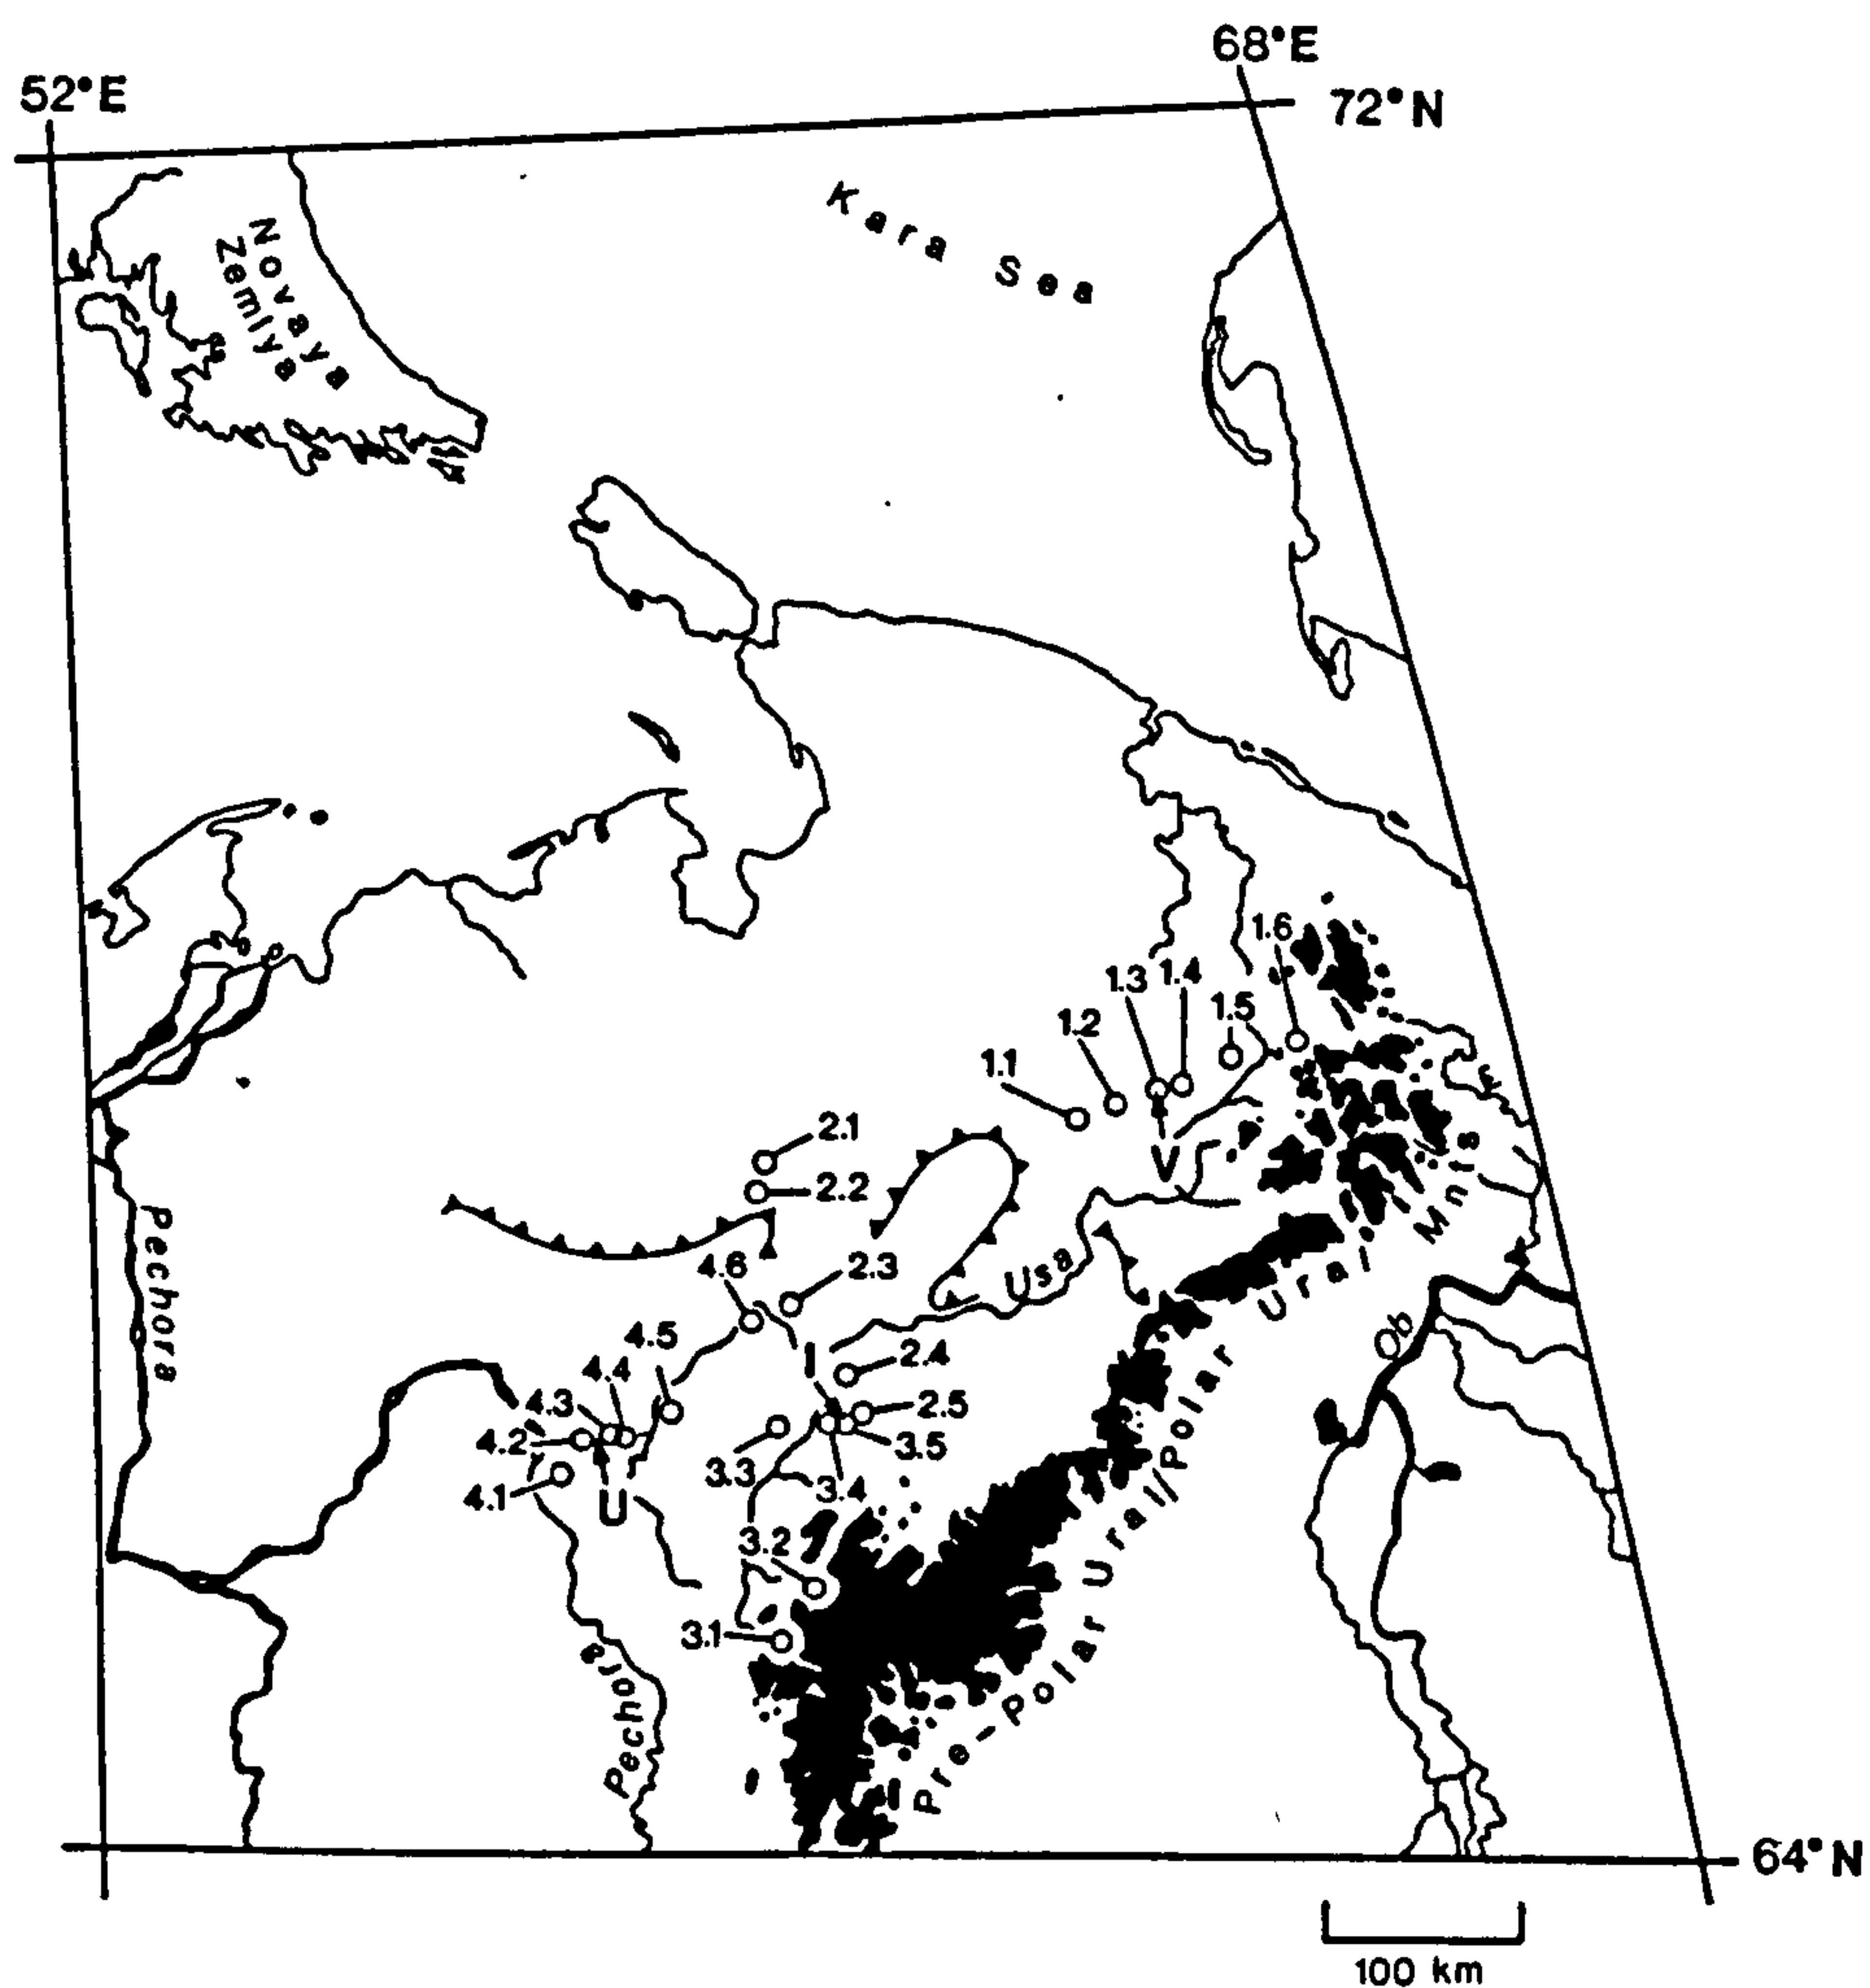 68°E
52°E
72°N
Kara Sea
Novaya
Zemlya
1.6
1.3
1.4
1.5
1.2
1.1
2.1
V
2.2
Pechora
4.6
2.3
Usa
Ural Mtns
4.5
I
2.4
Ob
4.4
4.3
2.5
4.2
3.5
3.3
3.4
4.1
U
3.2
3.1
Pre-Polar Ural/Polar
Pechora
64°N
100 km